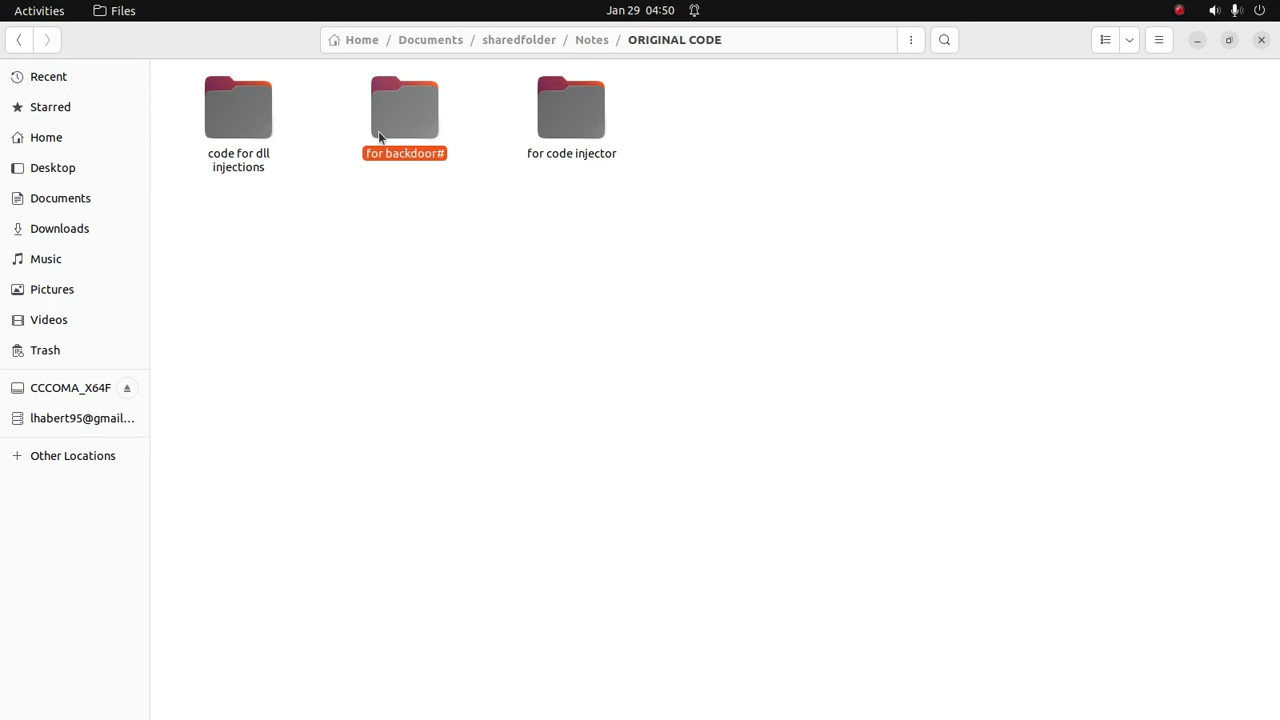 Activities Files Jan 29 04:50
Home / Documents / sharedfolder / Notes / ORIGINAL CODE
Recent
Starred
Home
Desktop
Documents
Downloads
Music
Pictures
Videos
Trash
CCCOMA_X64F
lhabert95@gmail...
+ Other Locations
code for dll
injections
for backdoor#
for code injector